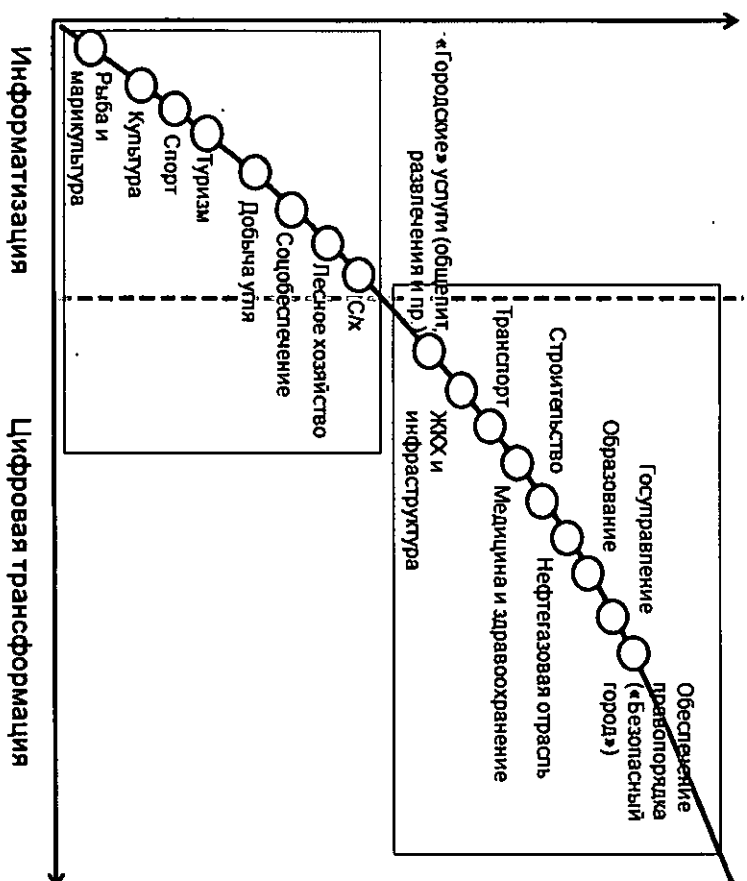 «Городские» услуги (общепит,
развлечения и пр.)
Рыба и
марикультура
Культура
Спорт
Туризм
Добыча угля
Соцобеспечение
Лесное хозяйство
С/х
ЖКХ и
инфраструктура
Транспорт
Медицина и здравоохранение
Строительство
Нефтегазовая отрасль
Образование
Госуправление
Обеспечение
правопорядка
(«Безопасный
город»)
Информатизация
Цифровая трансформация